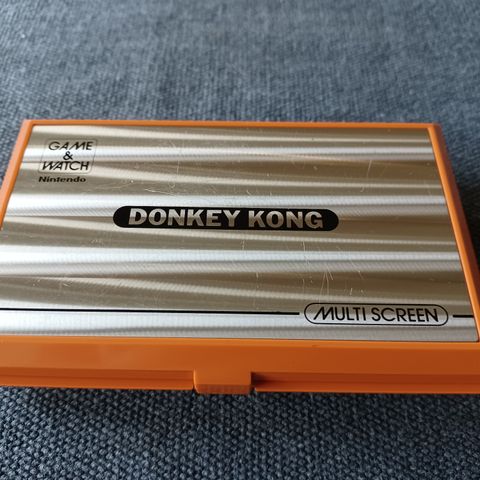 GAME
&
WATCH
Nintendo
DONKEY KONG
MULTI SCREEN